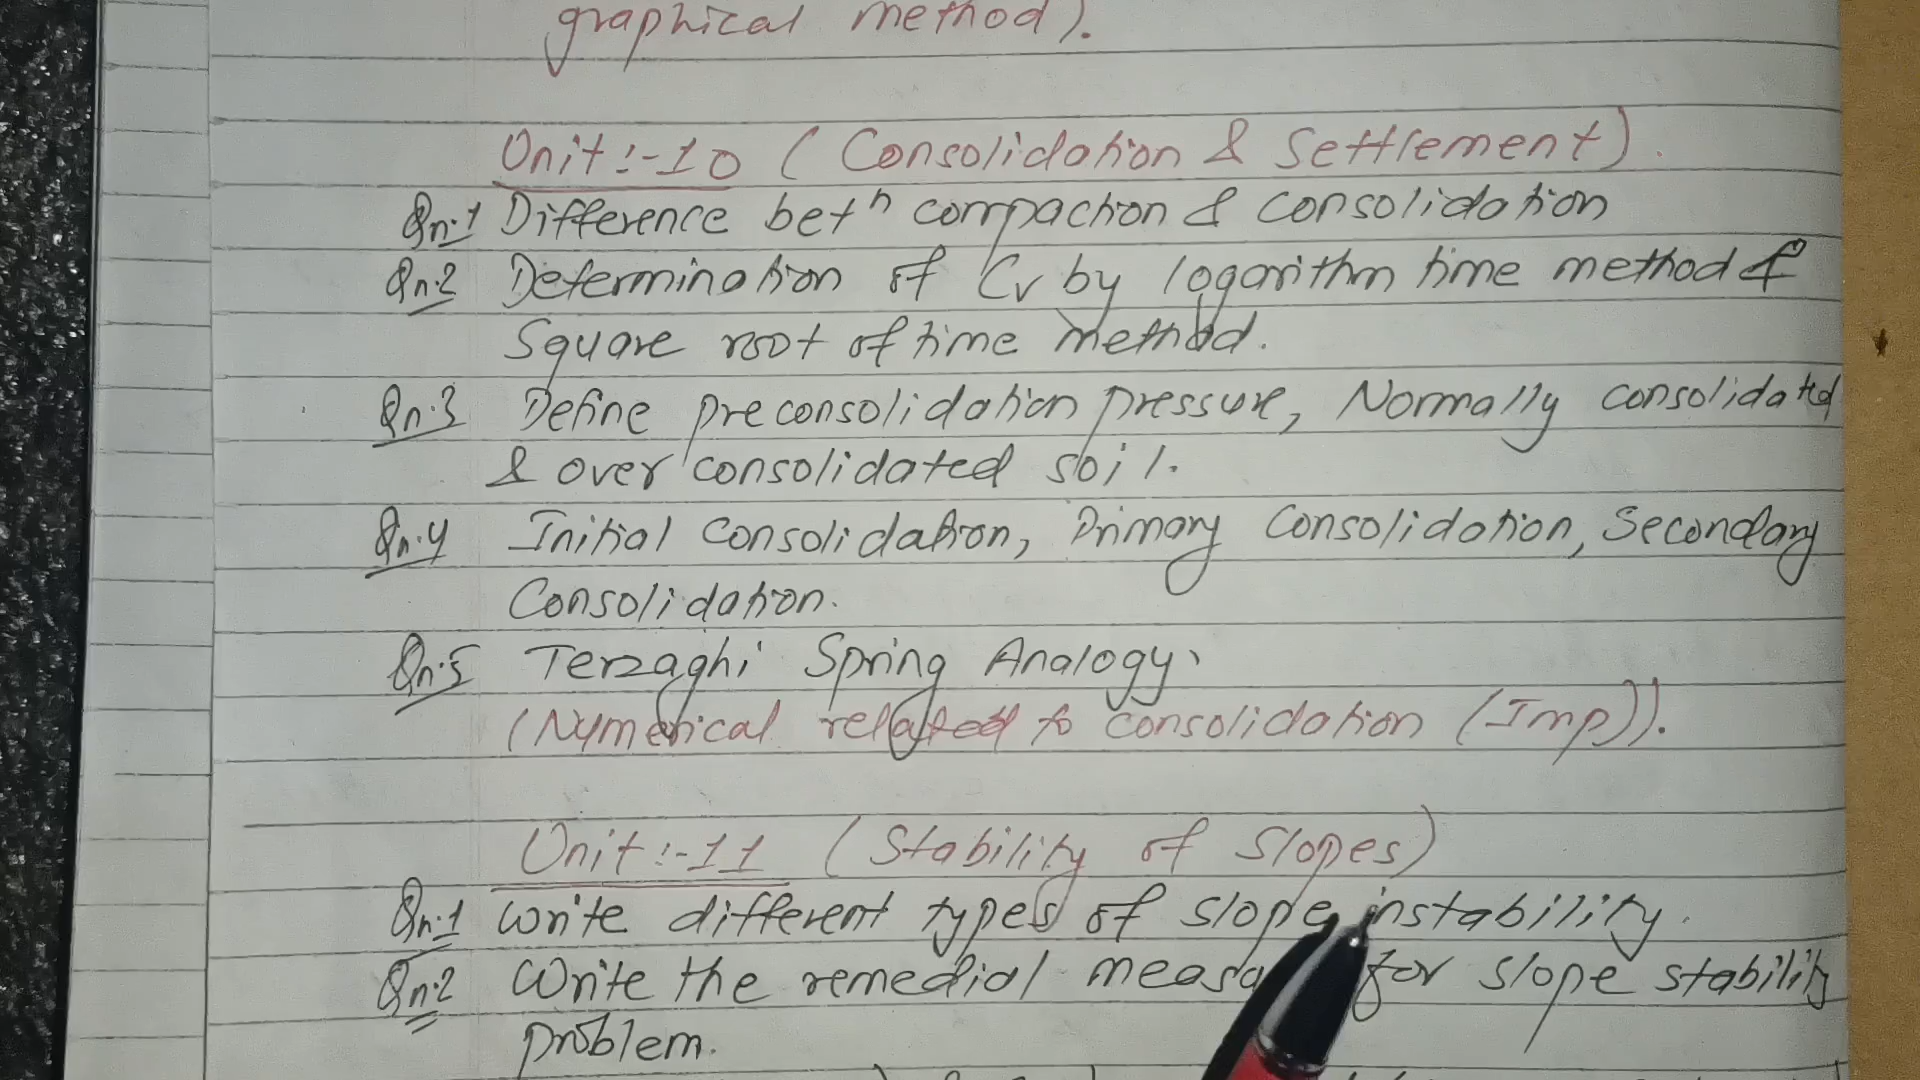 graphical method).
Unit:-10 (Consolidation & Settlement).
Qn.1 Difference betn compaction & consolidation
Qn.2 Determination of Cv by logarithm time method &
Square root of time method.
Qn.3 Define preconsolidation pressure, Normally consolidated
& over consolidated soil.
Qn.4 Initial consolidation, Primary Consolidation, Secondary
Consolidation.
Qn.5 Terzaghi Spring Analogy.
(Numerical related to consolidation (Imp)).
Unit:-11 (Stability of Slopes)
Qn.1 Write different types of slope instability.
Qn.2 Write the remedial for slope stability
problem.